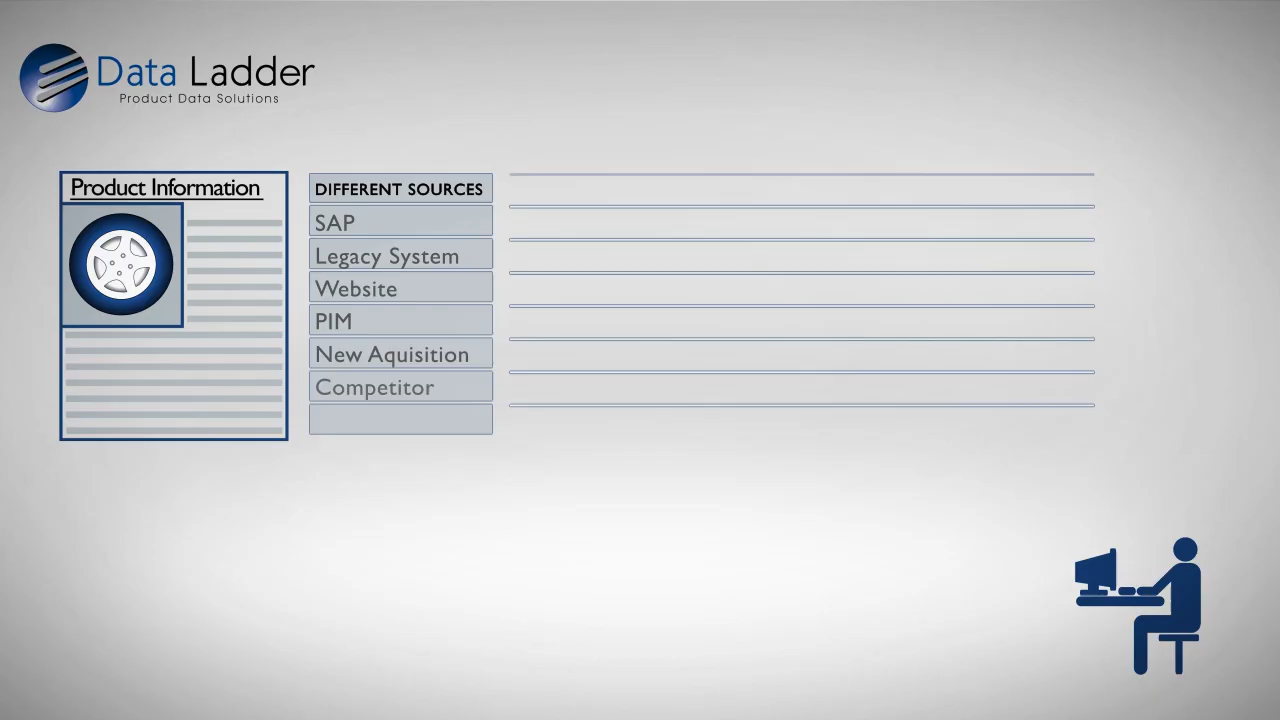 Data Ladder
Product Data Solutions
Product Information
DIFFERENT SOURCES
SAP
Legacy System
Website
PIM
New Aquisition
Competitor